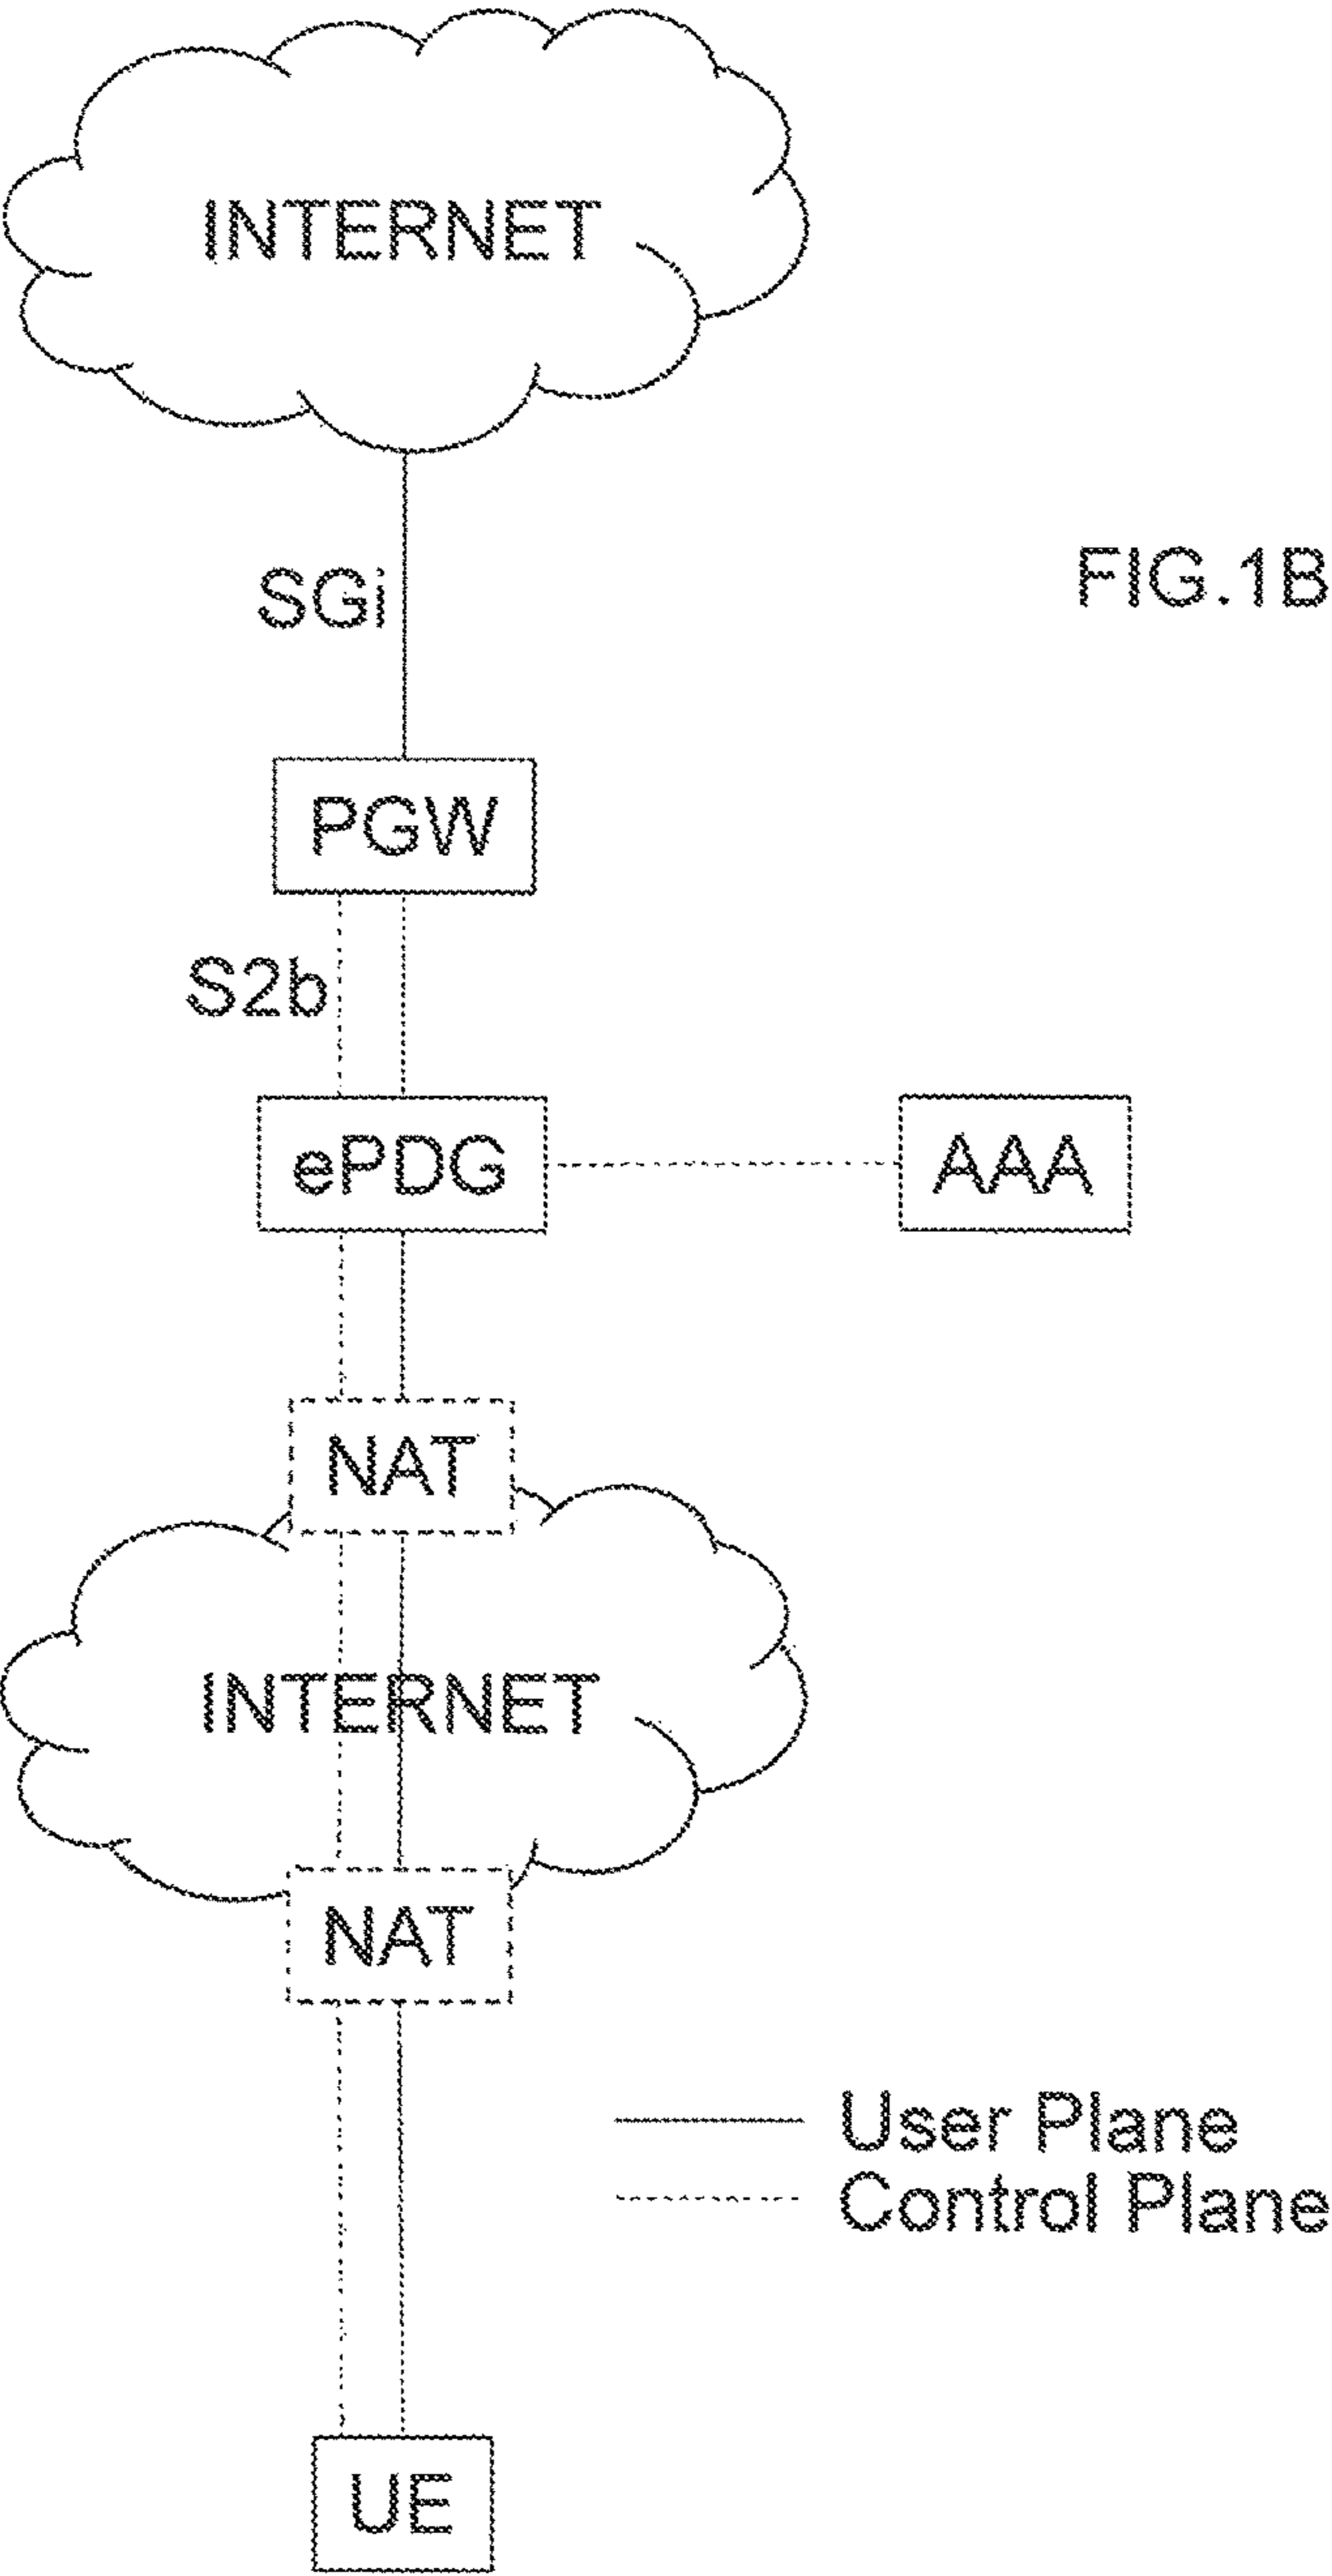 INTERNET
SGi
FIG.1B
PGW
S2b
ePDG
AAA
NAT
INTERNET
NAT
User Plane
Control Plane
UE